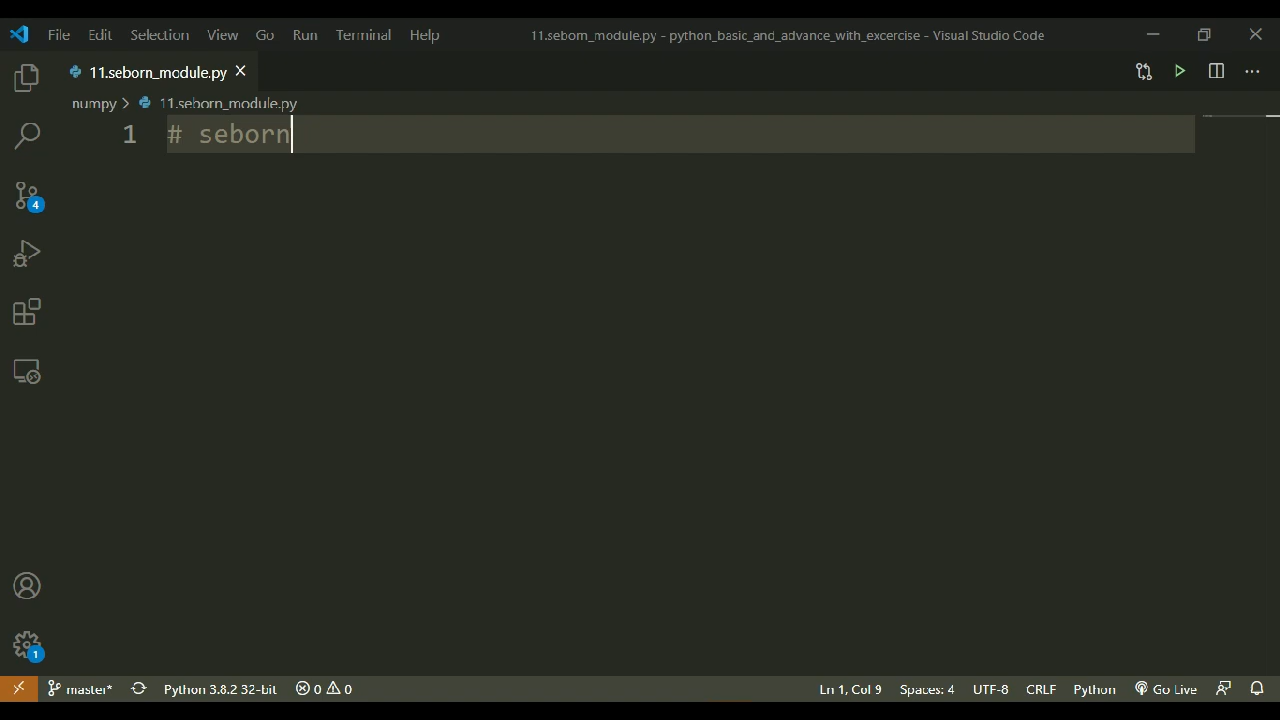 File Edit Selection View Go Run Terminal Help 11.seborn_module.py - python_basic_and_advance_with_excercise - Visual Studio Code
11.seborn_module.py
numpy > 11.seborn_module.py
1 # seborn
4
1
master* Python 3.8.2 32-bit 0 0 Ln 1, Col 9 Spaces: 4 UTF-8 CRLF Python Go Live